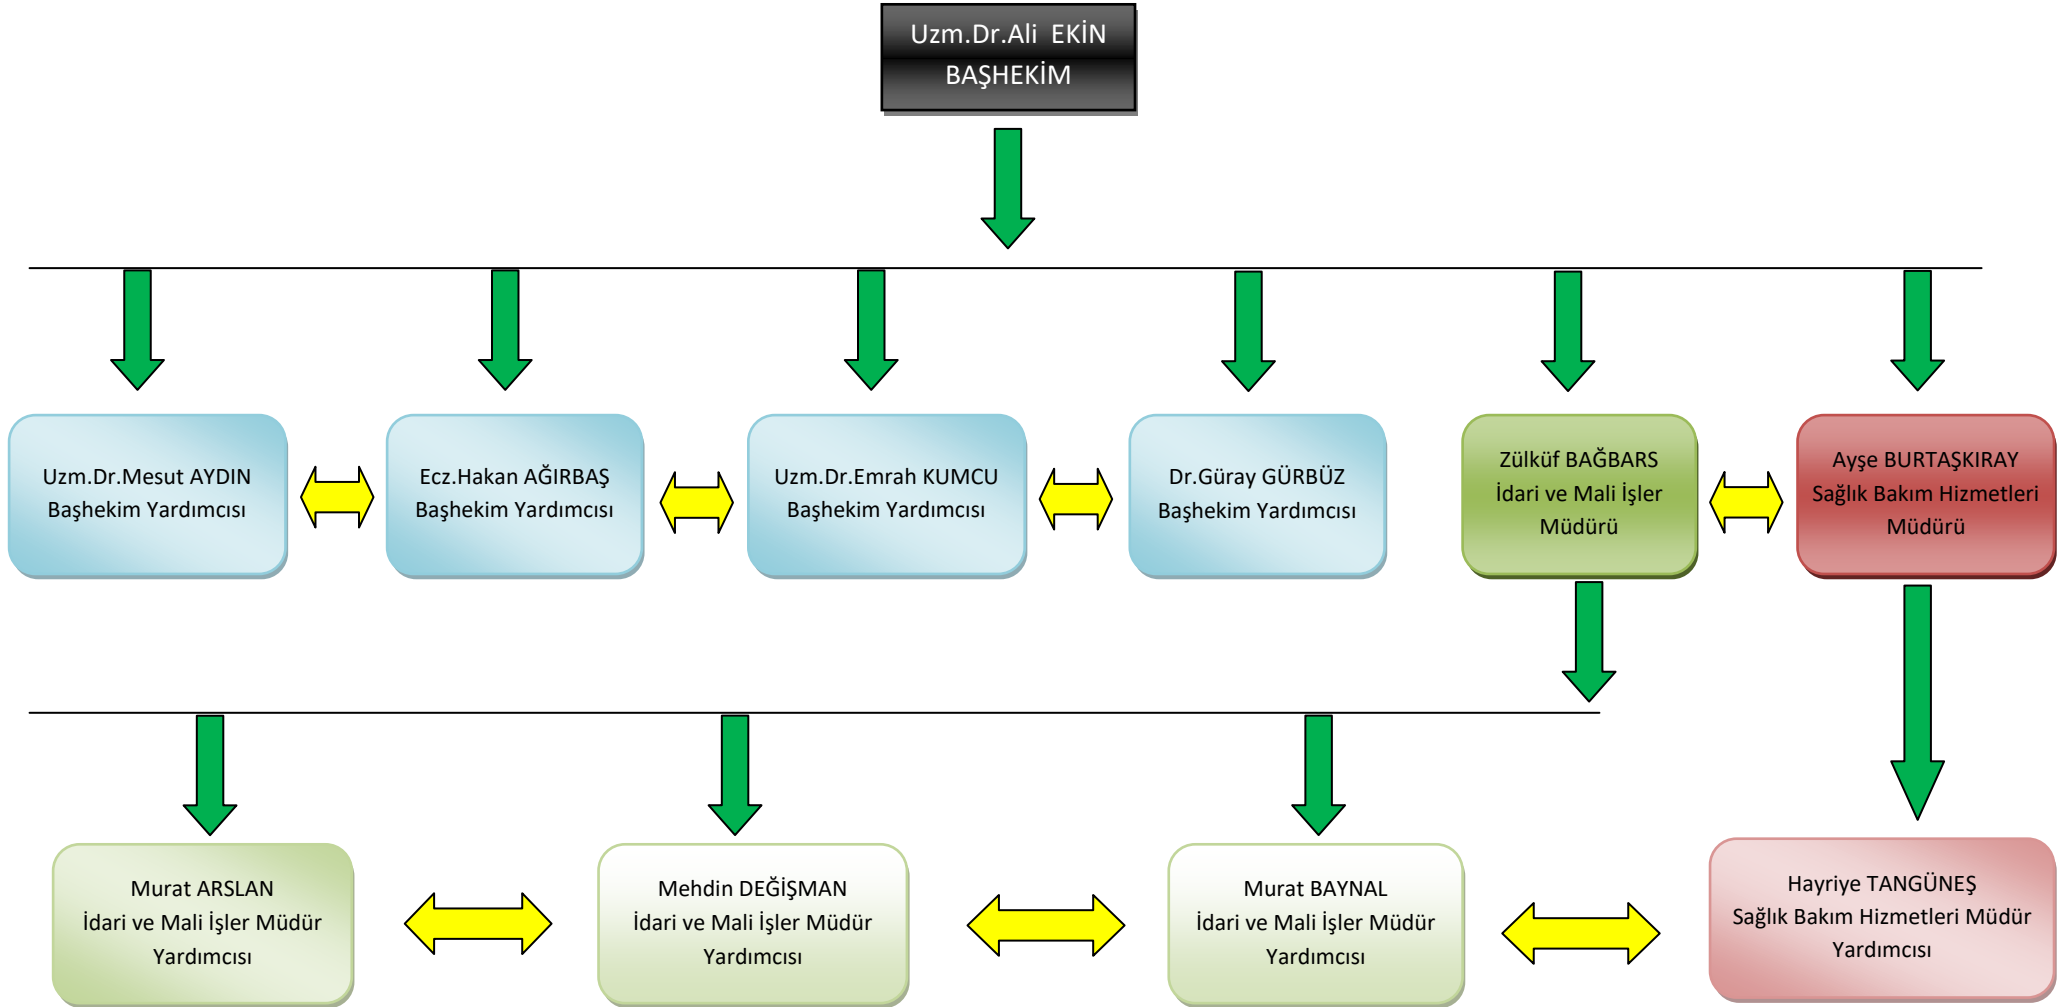 Uzm.Dr.Ali EKİN
BAŞHEKİM
Uzm.Dr.Mesut AYDIN
Başhekim Yardımcısı
Ecz.Hakan AĞIRBAŞ
Başhekim Yardımcısı
Uzm.Dr.Emrah KUMCU
Başhekim Yardımcısı
Dr.Güray GÜRBÜZ
Başhekim Yardımcısı
Zülküf BAĞBARS
İdari ve Mali İşler
Müdürü
Ayşe BURTAŞKIRAY
Sağlık Bakım Hizmetleri
Müdürü
Murat ARSLAN
İdari ve Mali İşler Müdür
Yardımcısı
Mehdin DEĞİŞMAN
İdari ve Mali İşler Müdür
Yardımcısı
Murat BAYNAL
İdari ve Mali İşler Müdür
Yardımcısı
Hayriye TANGÜNEŞ
Sağlık Bakım Hizmetleri Müdür
Yardımcısı